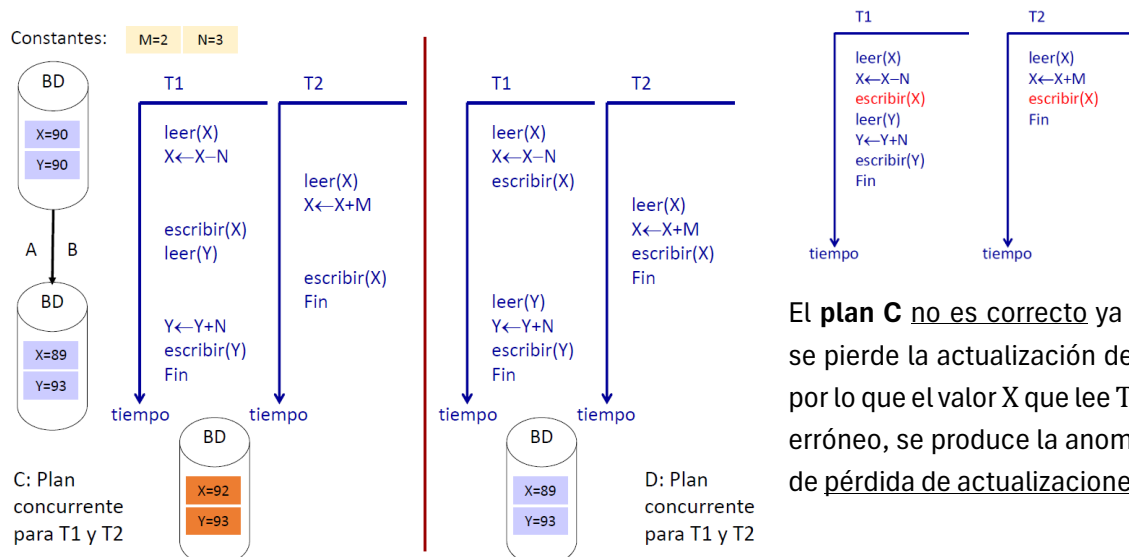 Constantes: M=2 N=3
BD
X=90
Y=90
A B
BD
X=89
Y=93
T1 T2
leer(X)
X←X−N
leer(X)
X←X+M
escribir(X)
leer(Y)
escribir(X)
Fin
Y←Y+N
escribir(Y)
Fin
tiempo tiempo
BD
X=92
Y=93
C: Plan
concurrente
para T1 y T2
T1 T2
leer(X)
X←X−N
escribir(X)
leer(X)
X←X+M
escribir(X)
Fin
leer(Y)
Y←Y+N
escribir(Y)
Fin
tiempo tiempo
BD
X=89
Y=93
D: Plan
concurrente
para T1 y T2
T1
leer(X)
X←X−N
escribir(X)
leer(Y)
Y←Y+N
escribir(Y)
Fin
tiempo
T2
leer(X)
X←X+M
escribir(X)
Fin
tiempo
El plan C no es correcto ya
se pierde la actualización de
por lo que el valor X que lee T
erróneo, se produce la anom
de pérdida de actualizacione